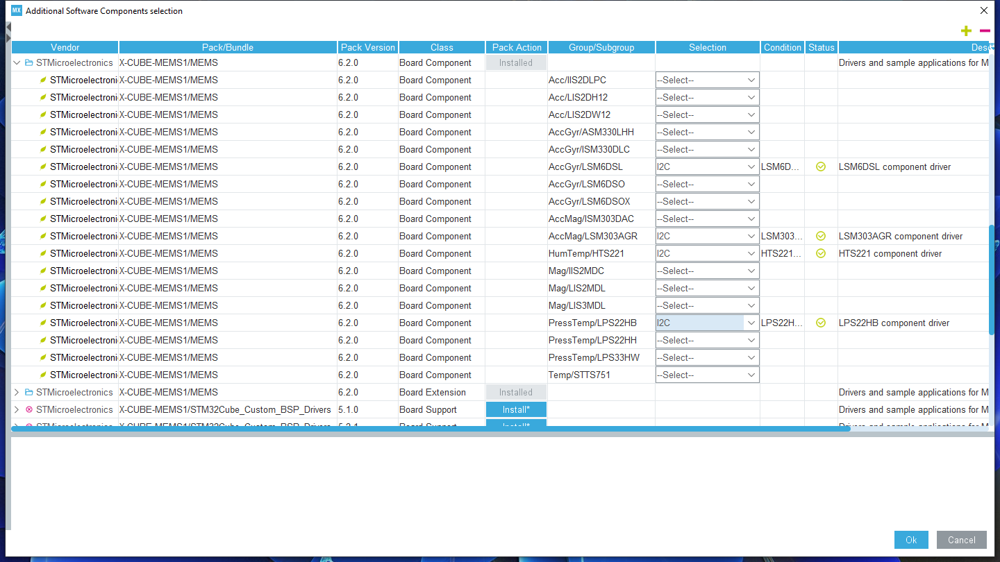 MX Additional Software Components selection
Vendor Pack/Bundle Pack Version Class Pack Action Group/Subgroup Selection Condition Status Desc
STMicroelectronics X-CUBE-MEMS1/MEMS 6.2.0 Board Component Installed Drivers and sample applications for M
STMicroelectroni X-CUBE-MEMS1/MEMS 6.2.0 Board Component Acc/IIS2DLPC --Select--
STMicroelectroni X-CUBE-MEMS1/MEMS 6.2.0 Board Component Acc/LIS2DH12 --Select--
STMicroelectroni X-CUBE-MEMS1/MEMS 6.2.0 Board Component Acc/LIS2DW12 --Select--
STMicroelectroni X-CUBE-MEMS1/MEMS 6.2.0 Board Component AccGyr/ASM330LHH --Select--
STMicroelectroni X-CUBE-MEMS1/MEMS 6.2.0 Board Component AccGyr/ISM330DLC --Select--
STMicroelectroni X-CUBE-MEMS1/MEMS 6.2.0 Board Component AccGyr/LSM6DSL I2C LSM6D... LSM6DSL component driver
STMicroelectroni X-CUBE-MEMS1/MEMS 6.2.0 Board Component AccGyr/LSM6DSO --Select--
STMicroelectroni X-CUBE-MEMS1/MEMS 6.2.0 Board Component AccGyr/LSM6DSOX --Select--
STMicroelectroni X-CUBE-MEMS1/MEMS 6.2.0 Board Component AccMag/ISM303DAC --Select--
STMicroelectroni X-CUBE-MEMS1/MEMS 6.2.0 Board Component AccMag/LSM303AGR I2C LSM303... LSM303AGR component driver
STMicroelectroni X-CUBE-MEMS1/MEMS 6.2.0 Board Component HumTemp/HTS221 I2C HTS221... HTS221 component driver
STMicroelectroni X-CUBE-MEMS1/MEMS 6.2.0 Board Component Mag/IIS2MDC --Select--
STMicroelectroni X-CUBE-MEMS1/MEMS 6.2.0 Board Component Mag/LIS2MDL --Select--
STMicroelectroni X-CUBE-MEMS1/MEMS 6.2.0 Board Component Mag/LIS3MDL --Select--
STMicroelectroni X-CUBE-MEMS1/MEMS 6.2.0 Board Component PressTemp/LPS22HB I2C LPS22H... LPS22HB component driver
STMicroelectroni X-CUBE-MEMS1/MEMS 6.2.0 Board Component PressTemp/LPS22HH --Select--
STMicroelectroni X-CUBE-MEMS1/MEMS 6.2.0 Board Component PressTemp/LPS33HW --Select--
STMicroelectroni X-CUBE-MEMS1/MEMS 6.2.0 Board Component Temp/STTS751 --Select--
STMicroelectronics X-CUBE-MEMS1/MEMS 6.2.0 Board Extension Installed Drivers and sample applications for M
STMicroelectronics X-CUBE-MEMS1/STM32Cube_Custom_BSP_Drivers 5.1.0 Board Support Install* Drivers and sample applications for M
STMicroelectronics X-CUBE-MEMS1/STM32Cube_Custom_BSP_Drivers 5.2.1 Board Support Install* Drivers and sample applications for M
Ok Cancel